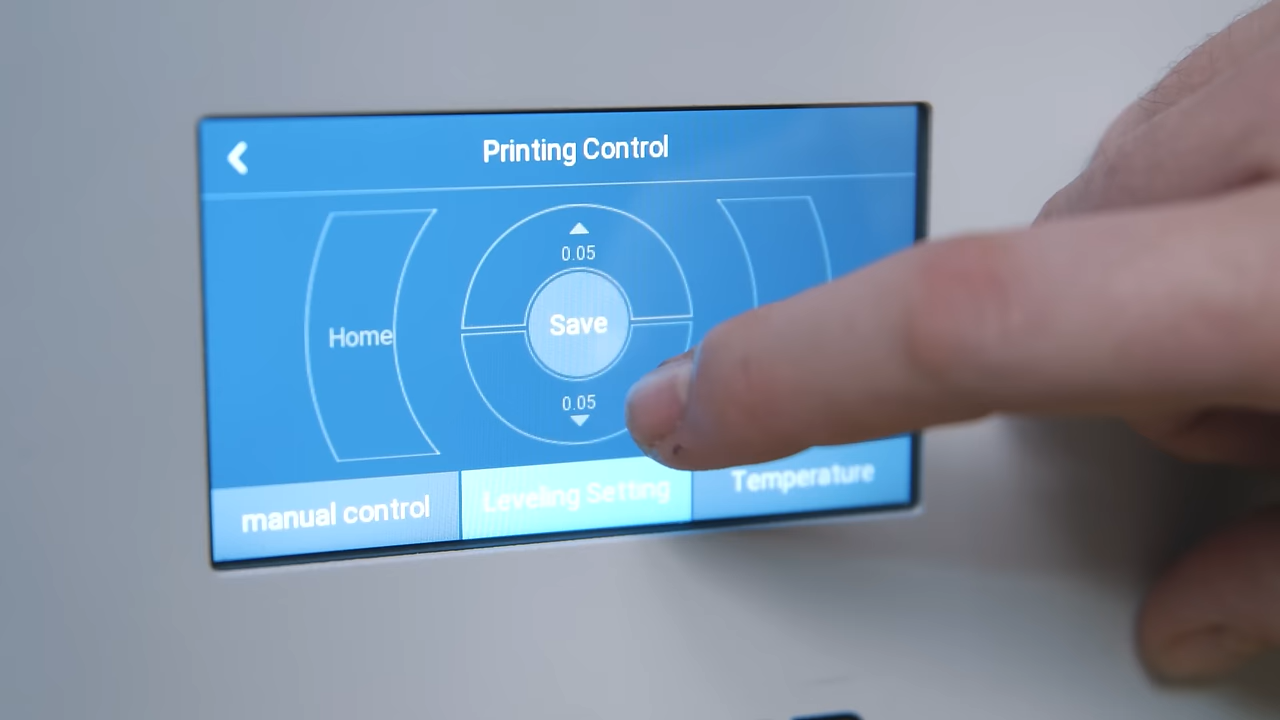 Printing Control
0.05
Home
Save
0.05
manual control
Leveling Setting
Temperature